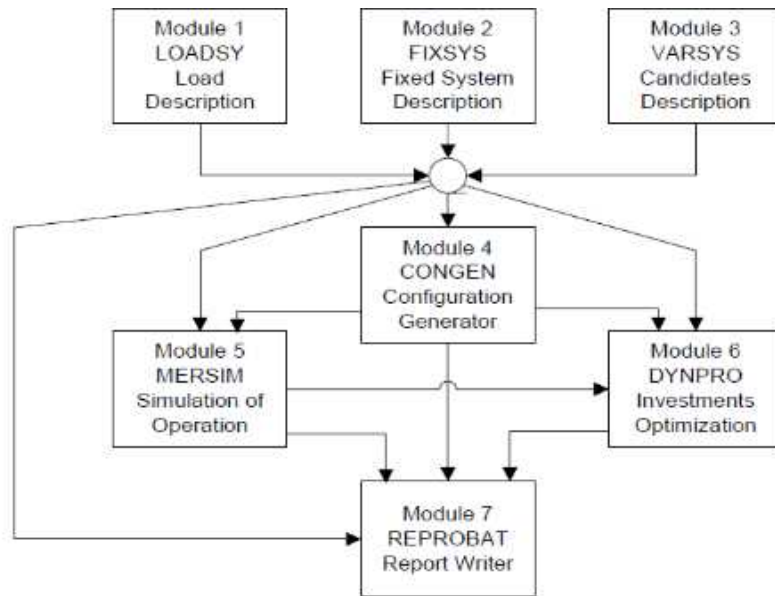 Module 1
LOADSY
Load
Description
Module 2
FIXSYS
Fixed System
Description
Module 3
VARSYS
Candidates
Description
Module 4
CONGEN
Configuration
Generator
Module 5
MERSIM
Simulation of
Operation
Module 6
DYNPRO
Investments
Optimization
Module 7
REPROBAT
Report Writer